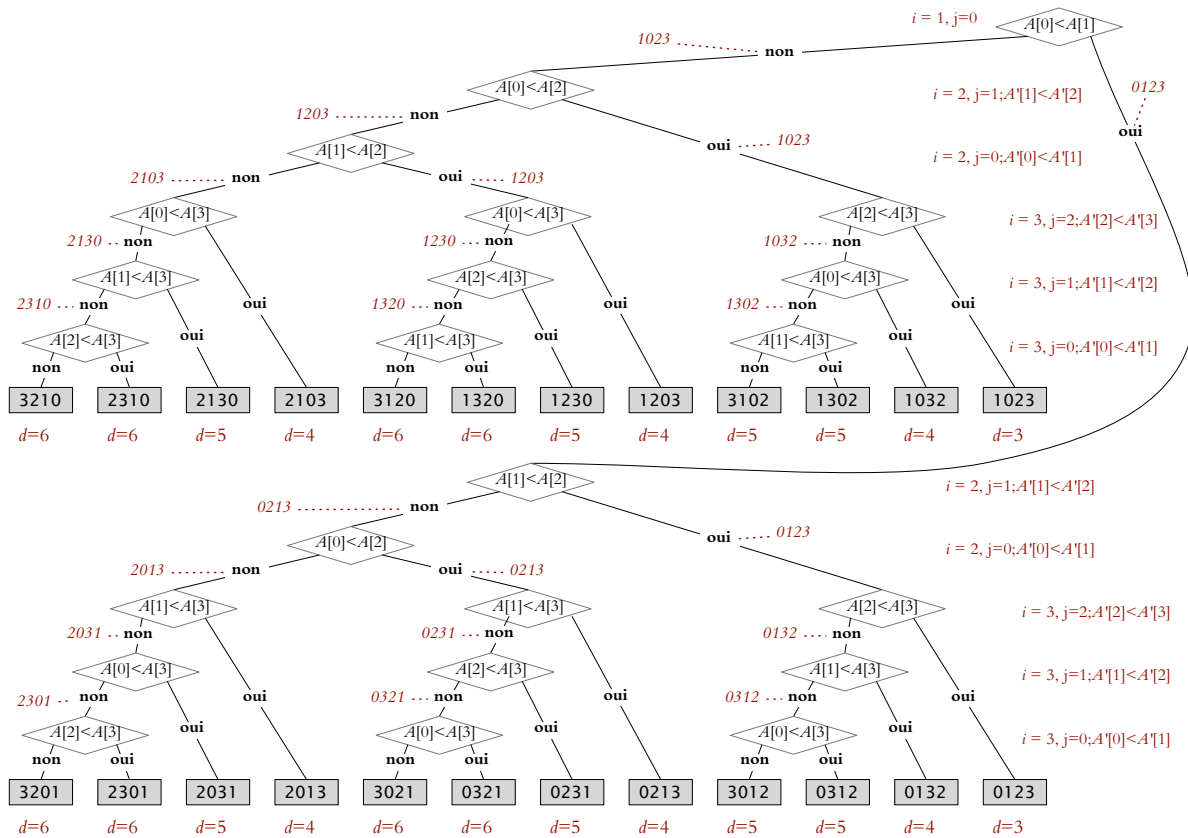 i = 1, j=0 A[0]<A[1]
1023 non
A[0]<A[2] i = 2, j=1;A'[1]<A'[2] 0123
1203 non oui
A[1]<A[2] oui 1023 i = 2, j=0;A'[0]<A'[1]
2103 non oui 1203
A[0]<A[3] A[0]<A[3] A[2]<A[3] i = 3, j=2;A'[2]<A'[3]
2130 non 1230 non 1032 non
A[1]<A[3] A[2]<A[3] A[0]<A[3] i = 3, j=1;A'[1]<A'[2]
2310 non oui 1320 non oui 1302 non oui
oui oui oui
A[2]<A[3] A[1]<A[3] A[1]<A[3] i = 3, j=0;A'[0]<A'[1]
non oui non oui non oui
3210 2310 2130 2103 3120 1320 1230 1203 3102 1302 1032 1023
d=6 d=6 d=5 d=4 d=6 d=6 d=5 d=4 d=5 d=5 d=4 d=3
A[1]<A[2] i = 2, j=1;A'[1]<A'[2]
0213 non
A[0]<A[2] oui 0123 i = 2, j=0;A'[0]<A'[1]
2013 non oui 0213
A[1]<A[3] A[1]<A[3] A[2]<A[3] i = 3, j=2;A'[2]<A'[3]
2031 non 0231 non 0132 non
A[0]<A[3] A[2]<A[3] A[1]<A[3] i = 3, j=1;A'[1]<A'[2]
2301 non oui 0321 non oui 0312 non oui
oui oui oui
A[2]<A[3] A[0]<A[3] A[0]<A[3] i = 3, j=0;A'[0]<A'[1]
non oui non oui non oui
3201 2301 2031 2013 3021 0321 0231 0213 3012 0312 0132 0123
d=6 d=6 d=5 d=4 d=6 d=6 d=5 d=4 d=5 d=5 d=4 d=3